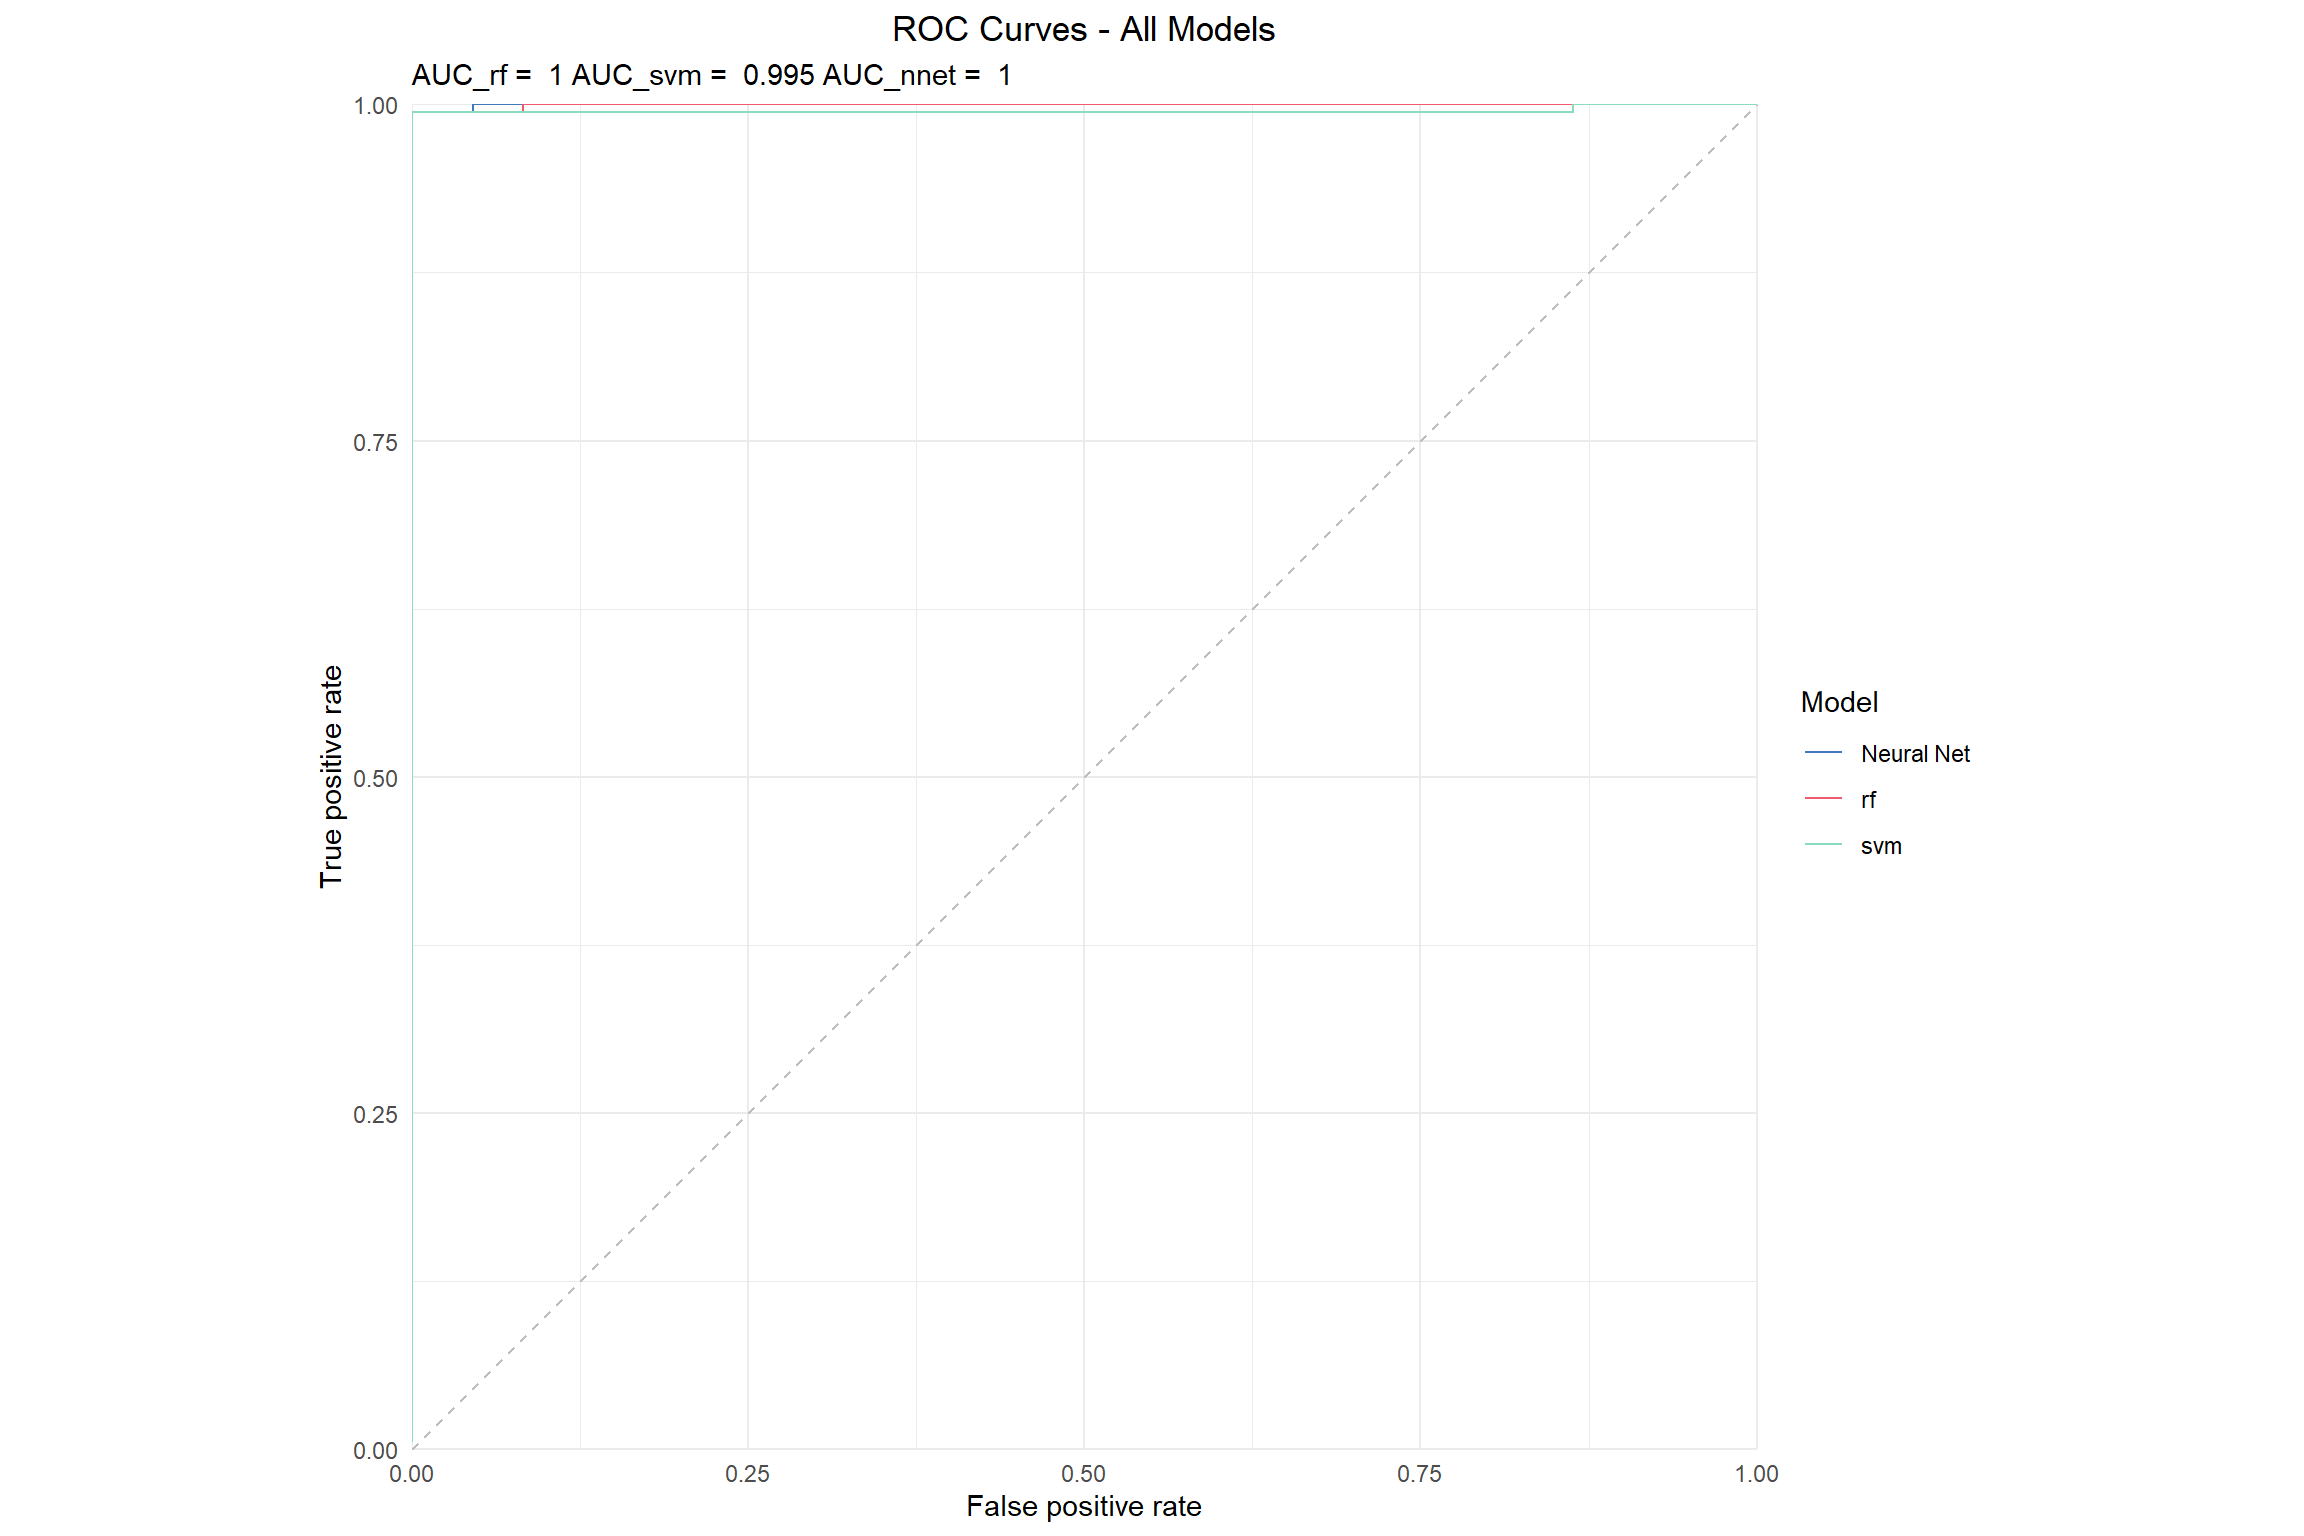 ROC Curves - All Models
AUC_rf =  1 AUC_svm =  0.995 AUC_nnet =  1
1.00
0.75
0.50
0.25
0.00
True positive rate
0.00 0.25 0.50 0.75 1.00
False positive rate
Model
Neural Net
rf
svm